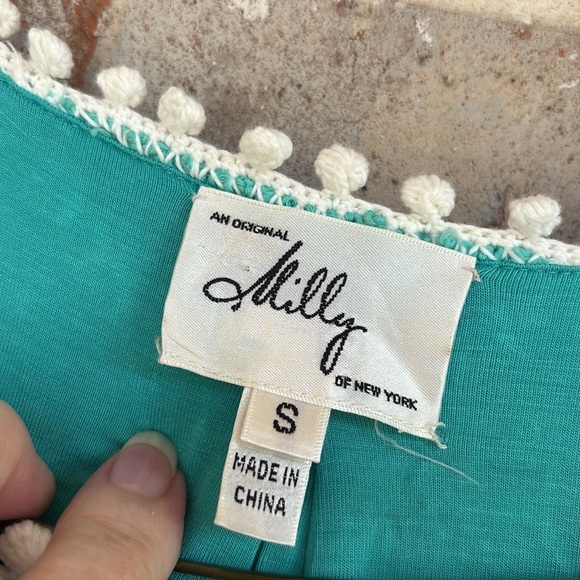 AN ORIGINAL
Milly
OF NEW YORK
S
MADE IN
CHINA